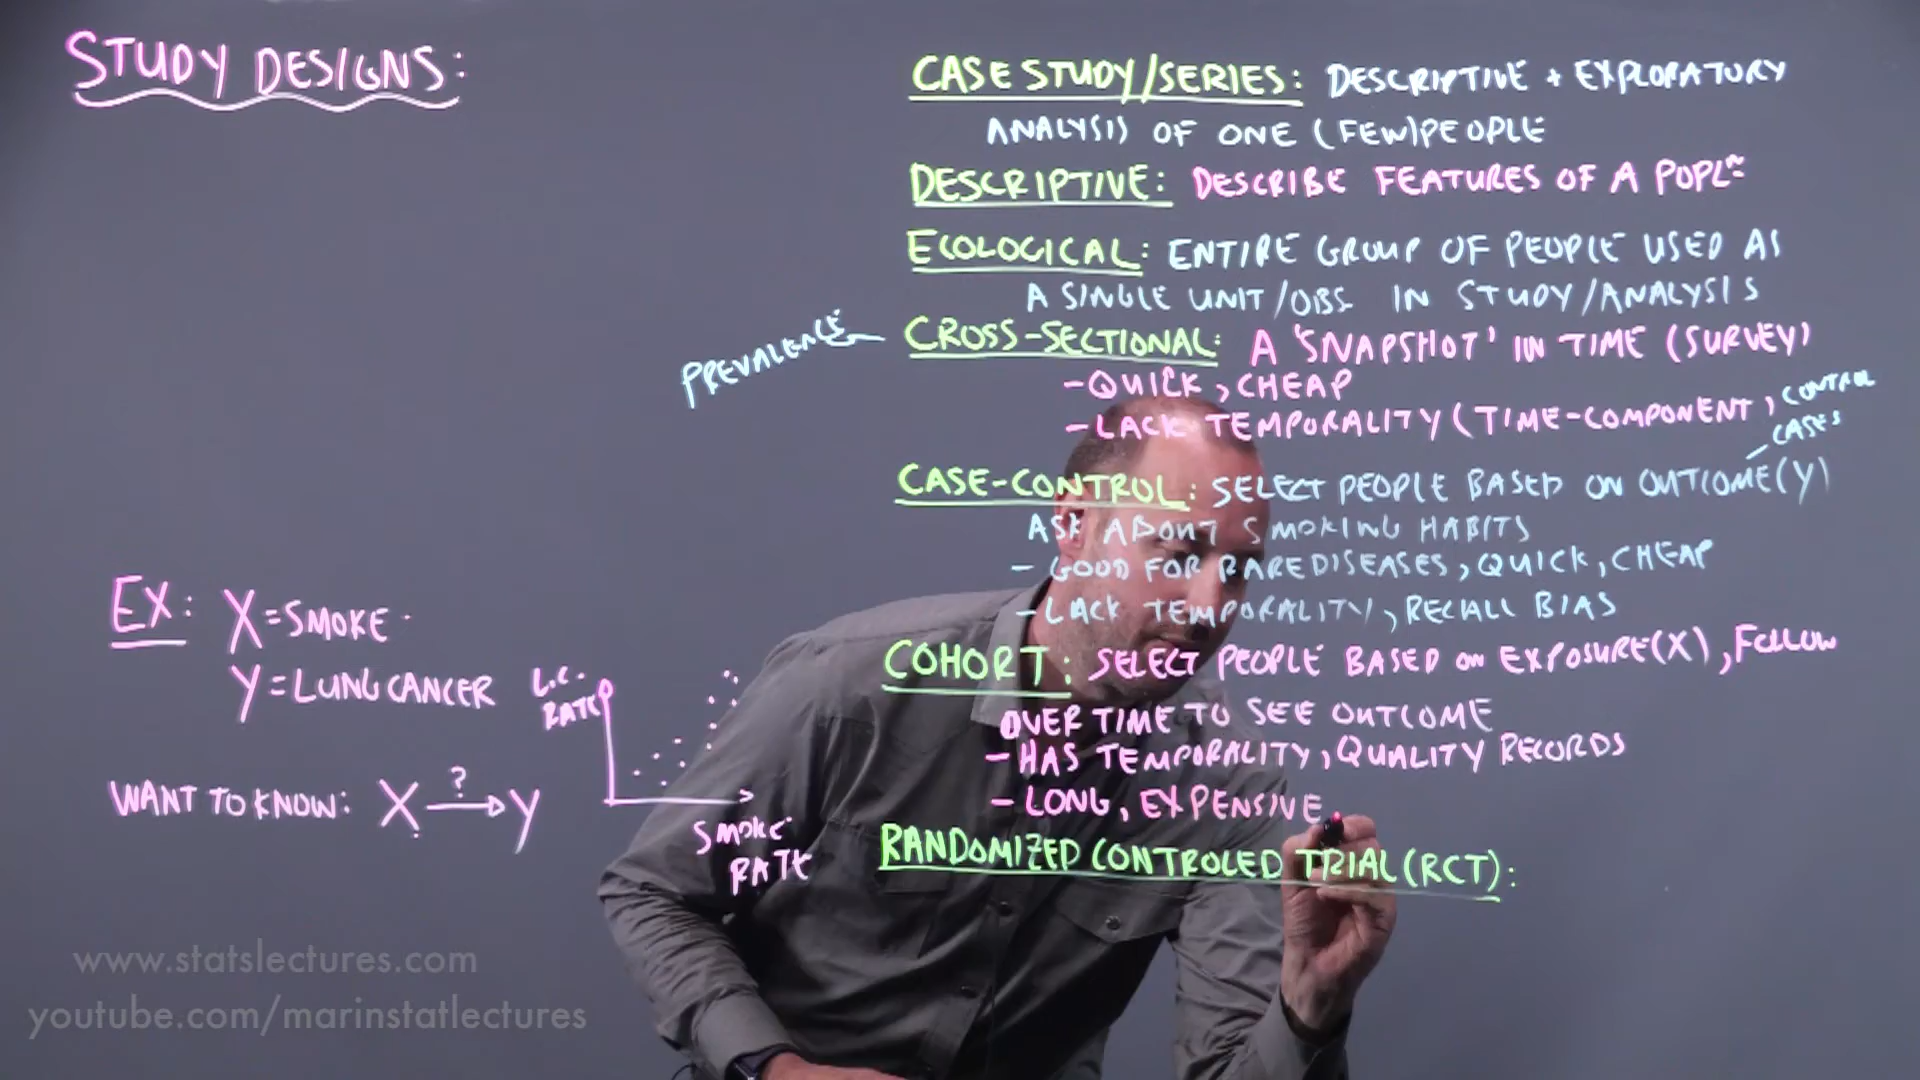 STUDY DESIGNS:
CASE STUDY/SERIES: DESCRIPTIVE + EXPLORATORY
ANALYSIS OF ONE (FEW) PEOPLE
DESCRIPTIVE: DESCRIBE FEATURES OF A POPLN
ECOLOGICAL: ENTIRE GROUP OF PEOPLE USED AS
A SINGLE UNIT/OBS IN STUDY/ANALYSIS
PREVALENCE
CROSS-SECTIONAL: A 'SNAPSHOT' IN TIME (SURVEY)
-QUICK, CHEAP
-LACK TEMPORALITY (TIME-COMPONENT)
CONTROL
CASES
CASE-CONTROL: SELECT PEOPLE BASED ON OUTCOME(Y)
ASK ABOUT SMOKING HABITS
- GOOD FOR RARE DISEASES, QUICK, CHEAP
-LACK TEMPORALITY, RECALL BIAS
COHORT: SELECT PEOPLE BASED ON EXPOSURE(X), FOLLOW
OVER TIME TO SEE OUTCOME
-HAS TEMPORALITY, QUALITY RECORDS
- LONG, EXPENSIVE
RANDOMIZED CONTROLED TRIAL (RCT):
EX: X=SMOKE
Y=LUNG CANCER
WANT TO KNOW: X ? Y
L.C.
RATE
SMOKE
RATE
www.statslectures.com
youtube.com/marinstatlectures